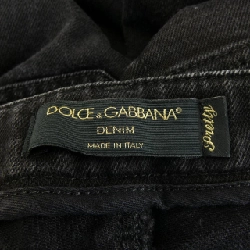 DOLCE & GABBANA®
DENIM
MADE IN ITALY
Pretty